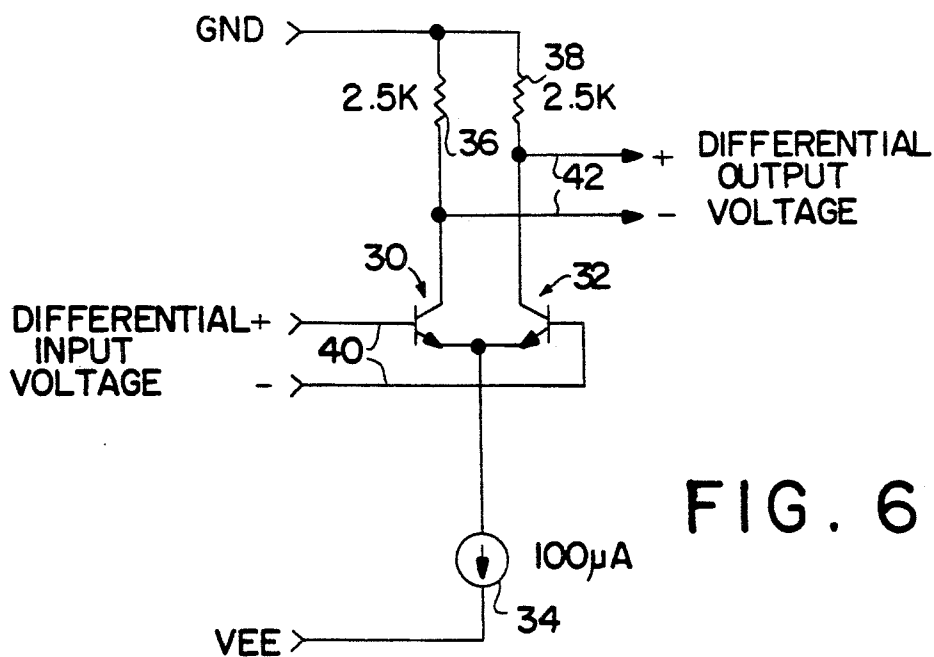 GND
38
2.5K
2.5K
36
+ DIFFERENTIAL
42
OUTPUT
- VOLTAGE
30
32
DIFFERENTIAL +
INPUT
40
VOLTAGE -
FIG. 6
100µA
34
VEE